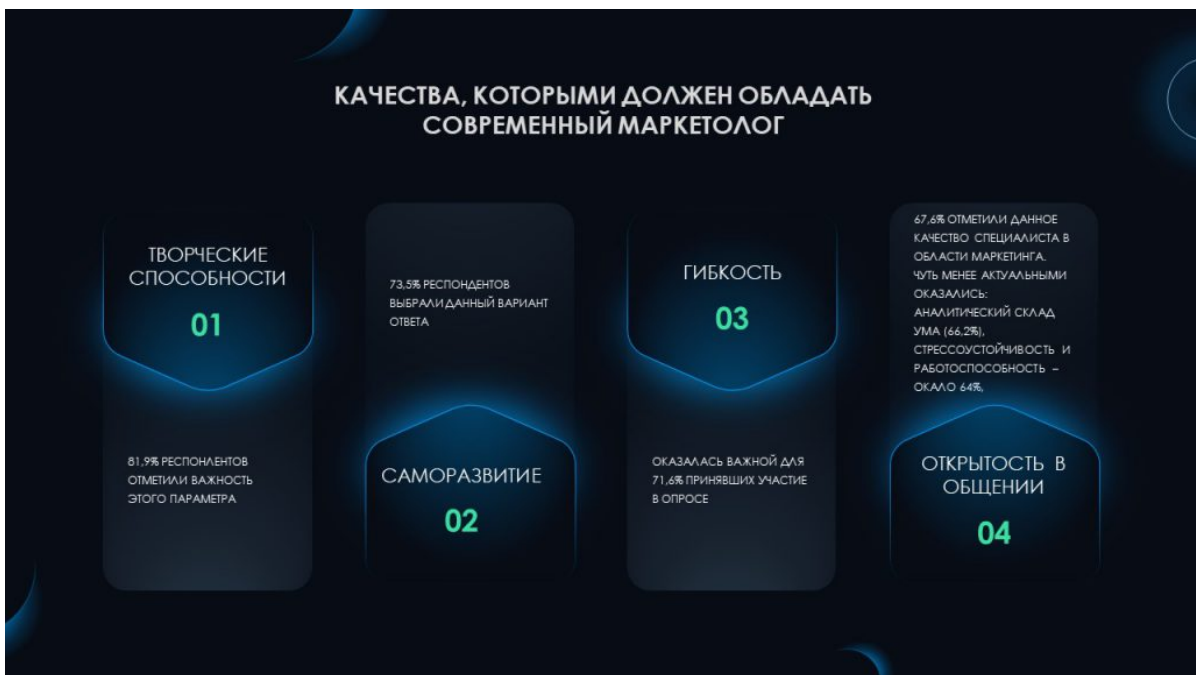 КАЧЕСТВА, КОТОРЫМИ ДОЛЖЕН ОБЛАДАТЬ
СОВРЕМЕННЫЙ МАРКЕТОЛОГ
ТВОРЧЕСКИЕ
СПОСОБНОСТИ
01
81,9% РЕСПОНЛЕНТОВ
ОТМЕТИЛИ ВАЖНОСТЬ
ЭТОГО ПАРАМЕТРА
73,5% РЕСПОНДЕНТОВ
ВЫБРАЛИ ДАННЫЙ ВАРИАНТ
ОТВЕТА
САМОРАЗВИТИЕ
02
ГИБКОСТЬ
03
ОКАЗАЛАСЬ ВАЖНОЙ ДЛЯ
71,6% ПРИНЯВШИХ УЧАСТИЕ
В ОПРОСЕ
67,6% ОТМЕТИЛИ ДАННОЕ
КАЧЕСТВО СПЕЦИАЛИСТА В
ОБЛАСТИ МАРКЕТИНГА.
ЧУТЬ МЕНЕЕ АКТУАЛЬНЫМИ
ОКАЗАЛИСЬ:
АНАЛИТИЧЕСКИЙ СКЛАД
УМА (66,2%),
СТРЕССОУСТОЙЧИВОСТЬ И
РАБОТОСПОСОБНОСТЬ –
ОКАЛО 64%,
ОТКРЫТОСТЬ В
ОБЩЕНИИ
04